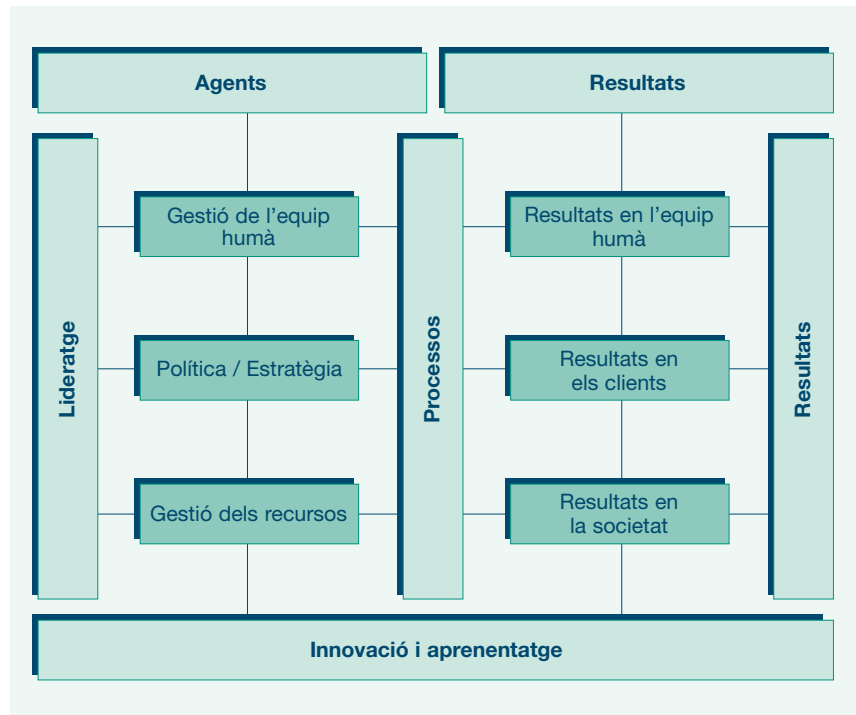 Agents
Resultats
Lideratge
Gestió de l'equip
humà
Política / Estratègia
Gestió dels recursos
Processos
Resultats en l'equip
humà
Resultats en
els clients
Resultats en
la societat
Resultats
Innovació i aprenentatge